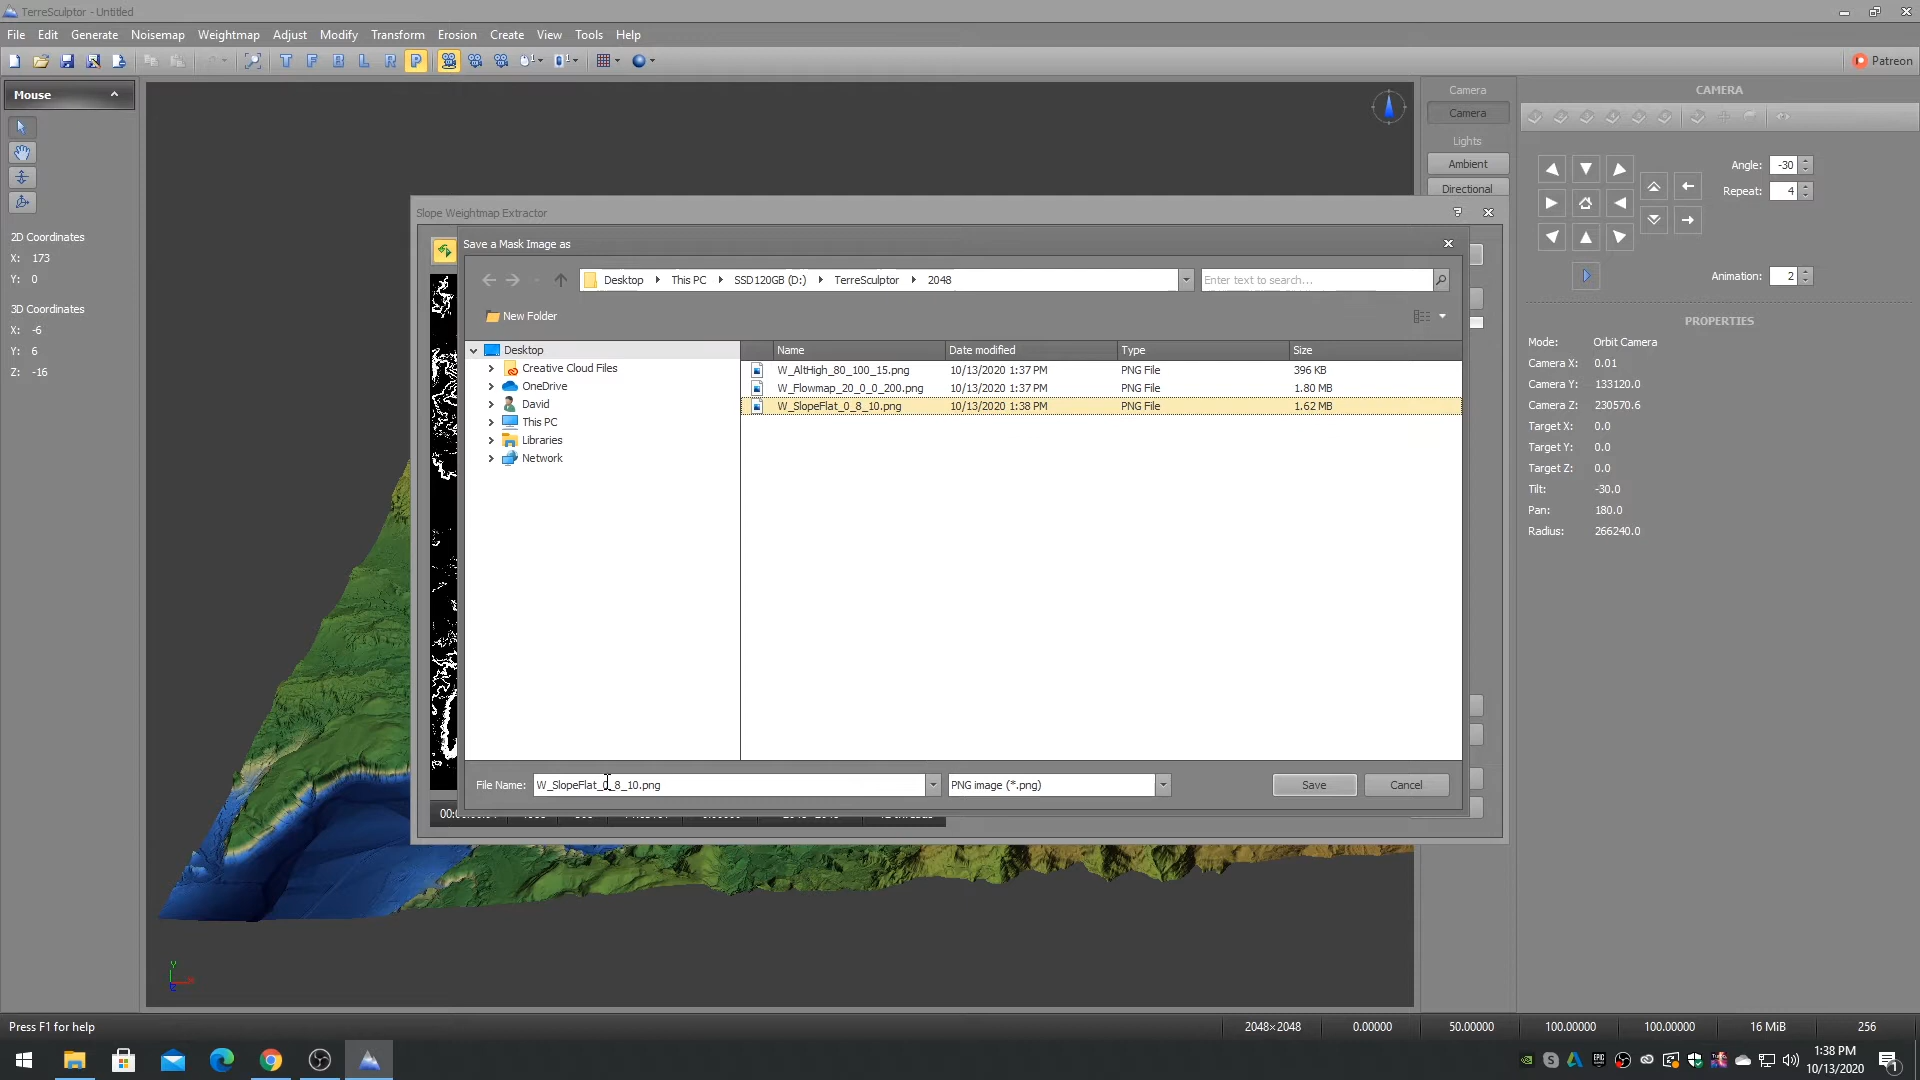 TerreSculptor - Untitled
File Edit Generate Noisemap Weightmap Adjust Modify Transform Erosion Create View Tools Help
T F B L R P
Patreon
Mouse
2D Coordinates
X: 173
Y: 0
3D Coordinates
X: -6
Y: 6
Z: -16
Slope Weightmap Extractor
Save a Mask Image as
Desktop This PC SSD120GB (D:) TerreSculptor 2048
Enter text to search...
New Folder
Desktop
Creative Cloud Files
OneDrive
David
This PC
Libraries
Network
Name Date modified Type Size
W_AltHigh_80_100_15.png 10/13/2020 1:37 PM PNG File 396 KB
W_Flowmap_20_0_0_200.png 10/13/2020 1:37 PM PNG File 1.80 MB
W_SlopeFlat_0_8_10.png 10/13/2020 1:38 PM PNG File 1.62 MB
File Name: W_SlopeFlat_0_8_10.png PNG image (*.png) Save Cancel
Camera
Camera
Lights
Ambient
Directional
CAMERA
Angle: -30
Repeat: 4
Animation: 2
PROPERTIES
Mode: Orbit Camera
Camera X: 0.01
Camera Y: 133120.0
Camera Z: 230570.6
Target X: 0.0
Target Y: 0.0
Target Z: 0.0
Tilt: -30.0
Pan: 180.0
Radius: 266240.0
Y
Press F1 for help
2048×2048 0.00000 50.00000 100.00000 100.00000 16 MiB 256
1:38 PM
10/13/2020
1